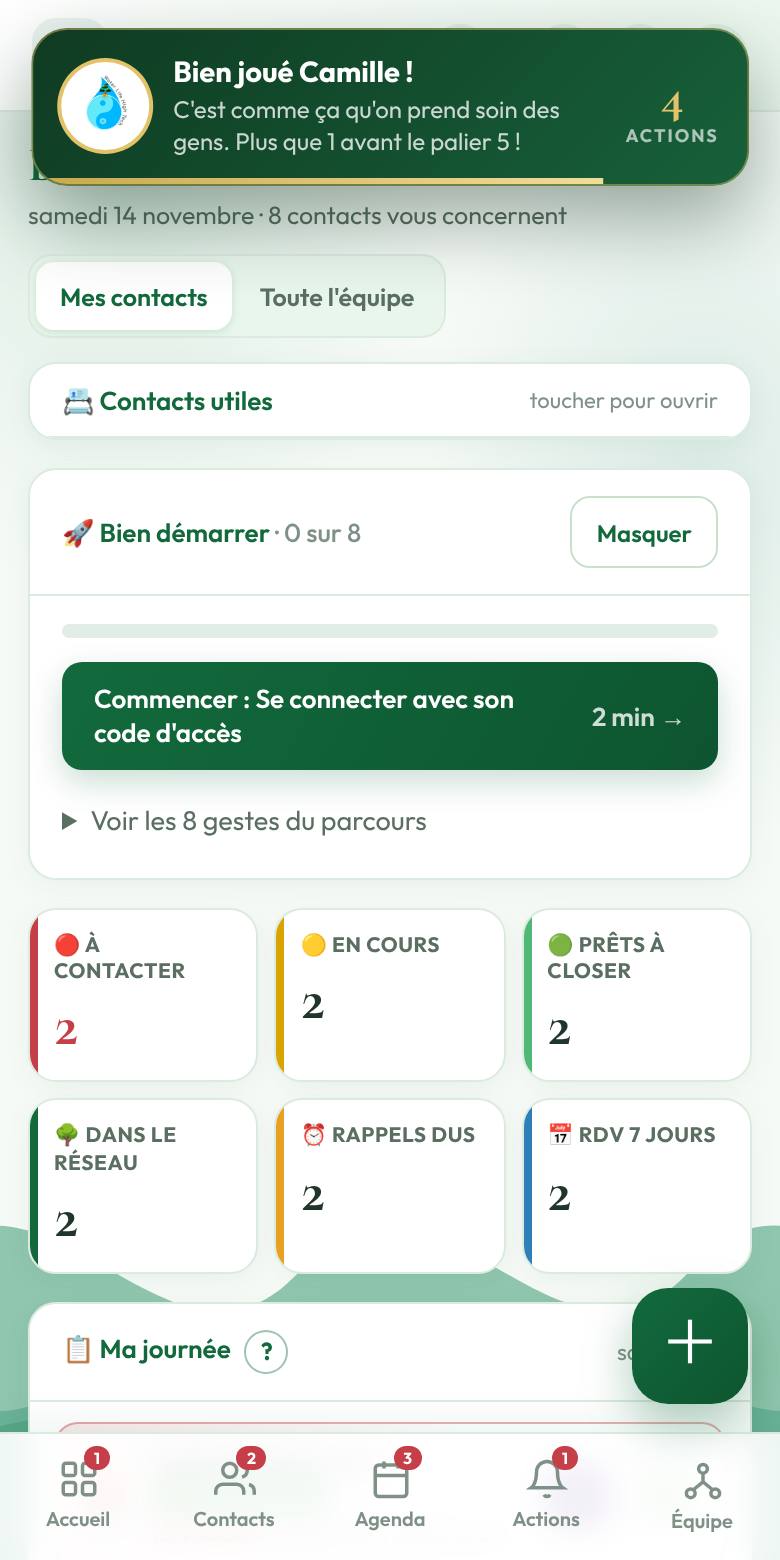 Bien joué Camille !
C'est comme ça qu'on prend soin des
gens. Plus que 1 avant le palier 5 !
4
ACTIONS
samedi 14 novembre · 8 contacts vous concernent
Mes contacts
Toute l'équipe
📇 Contacts utiles
toucher pour ouvrir
🚀 Bien démarrer · 0 sur 8
Masquer
Commencer : Se connecter avec son
code d'accès
2 min →
▶ Voir les 8 gestes du parcours
🔴 À
CONTACTER
2
🟡 EN COURS
2
🟢 PRÊTS À
CLOSER
2
🌳 DANS LE
RÉSEAU
2
⏰ RAPPELS DUS
2
📅 RDV 7 JOURS
2
📋 Ma journée
?
1
Accueil
2
Contacts
3
Agenda
1
Actions
Équipe